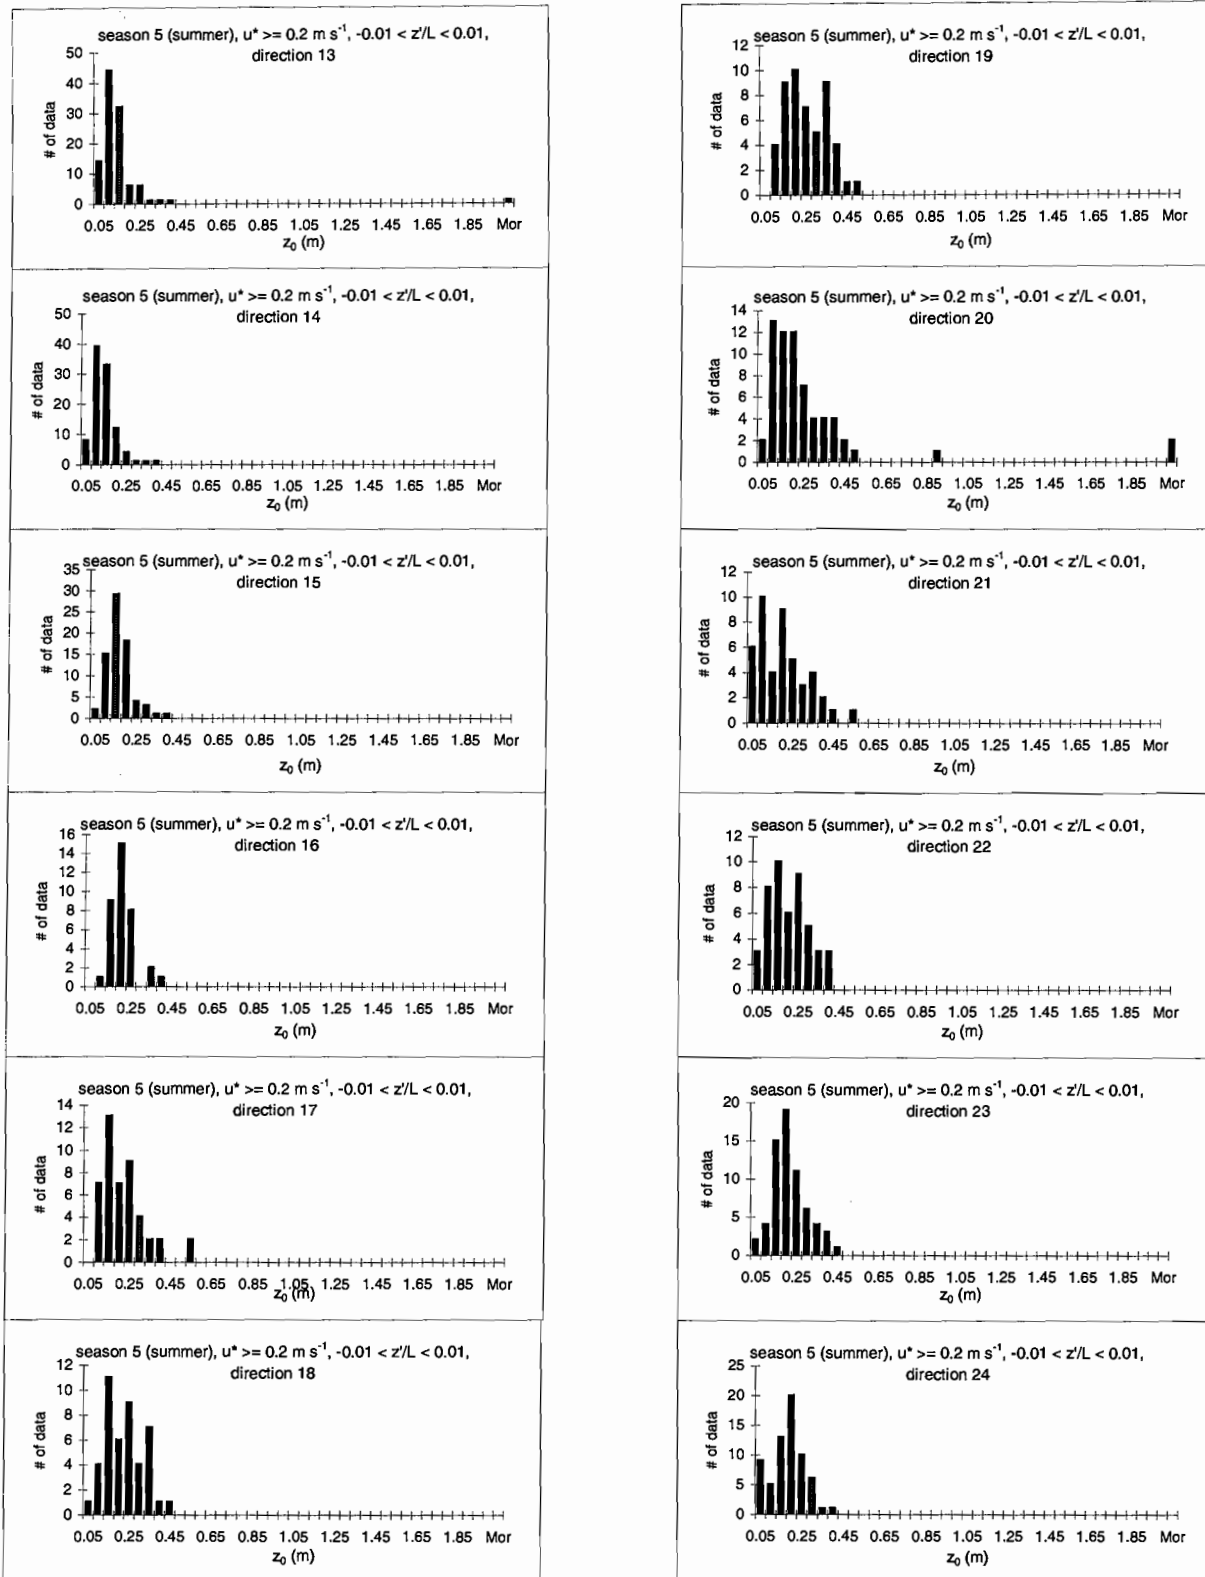 season 5 (summer), u* >= 0.2 m s⁻¹, -0.01 < z'/L < 0.01,
direction 13
50
40
30
20
10
0
# of data
0.05 0.25 0.45 0.65 0.85 1.05 1.25 1.45 1.65 1.85 Mor
z₀ (m)
season 5 (summer), u* >= 0.2 m s⁻¹, -0.01 < z'/L < 0.01,
direction 14
50
40
30
20
10
0
# of data
0.05 0.25 0.45 0.65 0.85 1.05 1.25 1.45 1.65 1.85 Mor
z₀ (m)
season 5 (summer), u* >= 0.2 m s⁻¹, -0.01 < z'/L < 0.01,
direction 15
35
30
25
20
15
10
5
0
# of data
0.05 0.25 0.45 0.65 0.85 1.05 1.25 1.45 1.65 1.85 Mor
z₀ (m)
season 5 (summer), u* >= 0.2 m s⁻¹, -0.01 < z'/L < 0.01,
direction 16
16
14
12
10
8
6
4
2
0
# of data
0.05 0.25 0.45 0.65 0.85 1.05 1.25 1.45 1.65 1.85 Mor
z₀ (m)
season 5 (summer), u* >= 0.2 m s⁻¹, -0.01 < z'/L < 0.01,
direction 17
14
12
10
8
6
4
2
0
# of data
0.05 0.25 0.45 0.65 0.85 1.05 1.25 1.45 1.65 1.85 Mor
z₀ (m)
season 5 (summer), u* >= 0.2 m s⁻¹, -0.01 < z'/L < 0.01,
direction 18
12
10
8
6
4
2
0
# of data
0.05 0.25 0.45 0.65 0.85 1.05 1.25 1.45 1.65 1.85 Mor
z₀ (m)
season 5 (summer), u* >= 0.2 m s⁻¹, -0.01 < z'/L < 0.01,
direction 19
12
10
8
6
4
2
0
# of data
0.05 0.25 0.45 0.65 0.85 1.05 1.25 1.45 1.65 1.85 Mor
z₀ (m)
season 5 (summer), u* >= 0.2 m s⁻¹, -0.01 < z'/L < 0.01,
direction 20
14
12
10
8
6
4
2
0
# of data
0.05 0.25 0.45 0.65 0.85 1.05 1.25 1.45 1.65 1.85 Mor
z₀ (m)
season 5 (summer), u* >= 0.2 m s⁻¹, -0.01 < z'/L < 0.01,
direction 21
12
10
8
6
4
2
0
# of data
0.05 0.25 0.45 0.65 0.85 1.05 1.25 1.45 1.65 1.85 Mor
z₀ (m)
season 5 (summer), u* >= 0.2 m s⁻¹, -0.01 < z'/L < 0.01,
direction 22
12
10
8
6
4
2
0
# of data
0.05 0.25 0.45 0.65 0.85 1.05 1.25 1.45 1.65 1.85 Mor
z₀ (m)
season 5 (summer), u* >= 0.2 m s⁻¹, -0.01 < z'/L < 0.01,
direction 23
20
15
10
5
0
# of data
0.05 0.25 0.45 0.65 0.85 1.05 1.25 1.45 1.65 1.85 Mor
z₀ (m)
season 5 (summer), u* >= 0.2 m s⁻¹, -0.01 < z'/L < 0.01,
direction 24
25
20
15
10
5
0
# of data
0.05 0.25 0.45 0.65 0.85 1.05 1.25 1.45 1.65 1.85 Mor
z₀ (m)